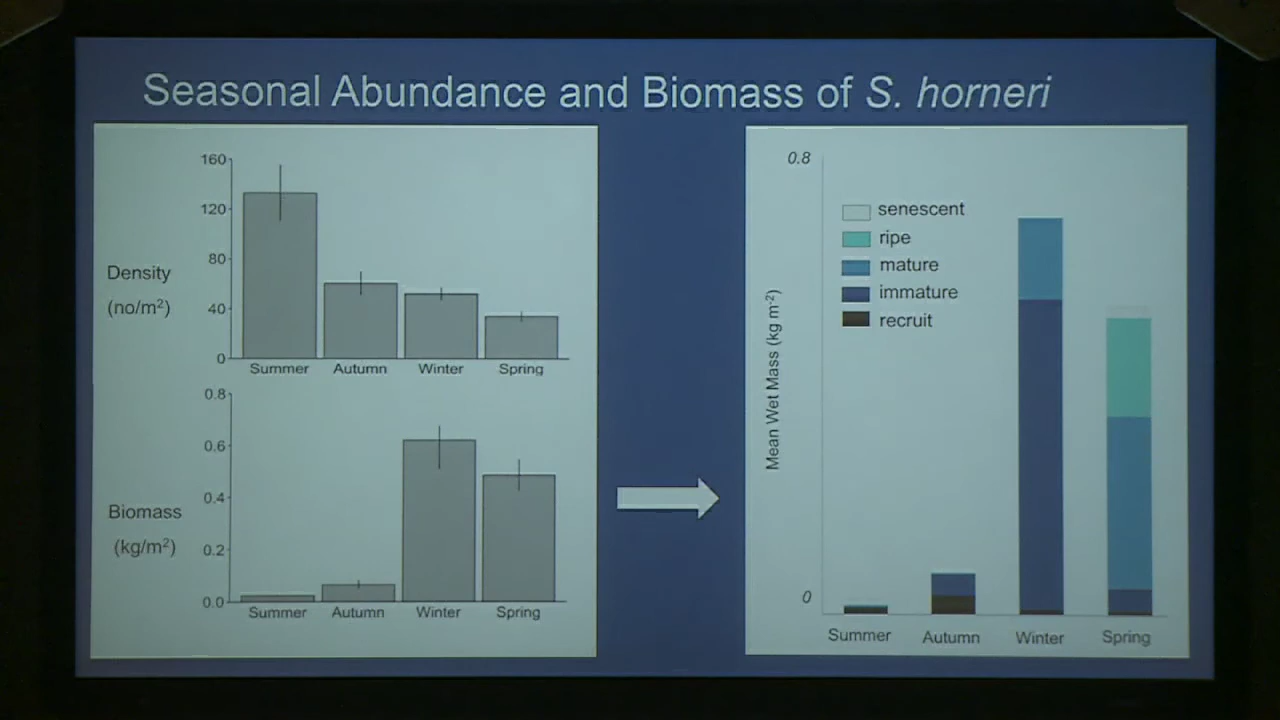 Seasonal Abundance and Biomass of S. horneri
160
120
80
40
0
Density
(no/m²)
Summer Autumn Winter Spring
0.8
0.6
0.4
0.2
0.0
Biomass
(kg/m²)
Summer Autumn Winter Spring
0.8
senescent
ripe
mature
immature
recruit
Mean Wet Mass (kg m⁻²)
0
Summer Autumn Winter Spring